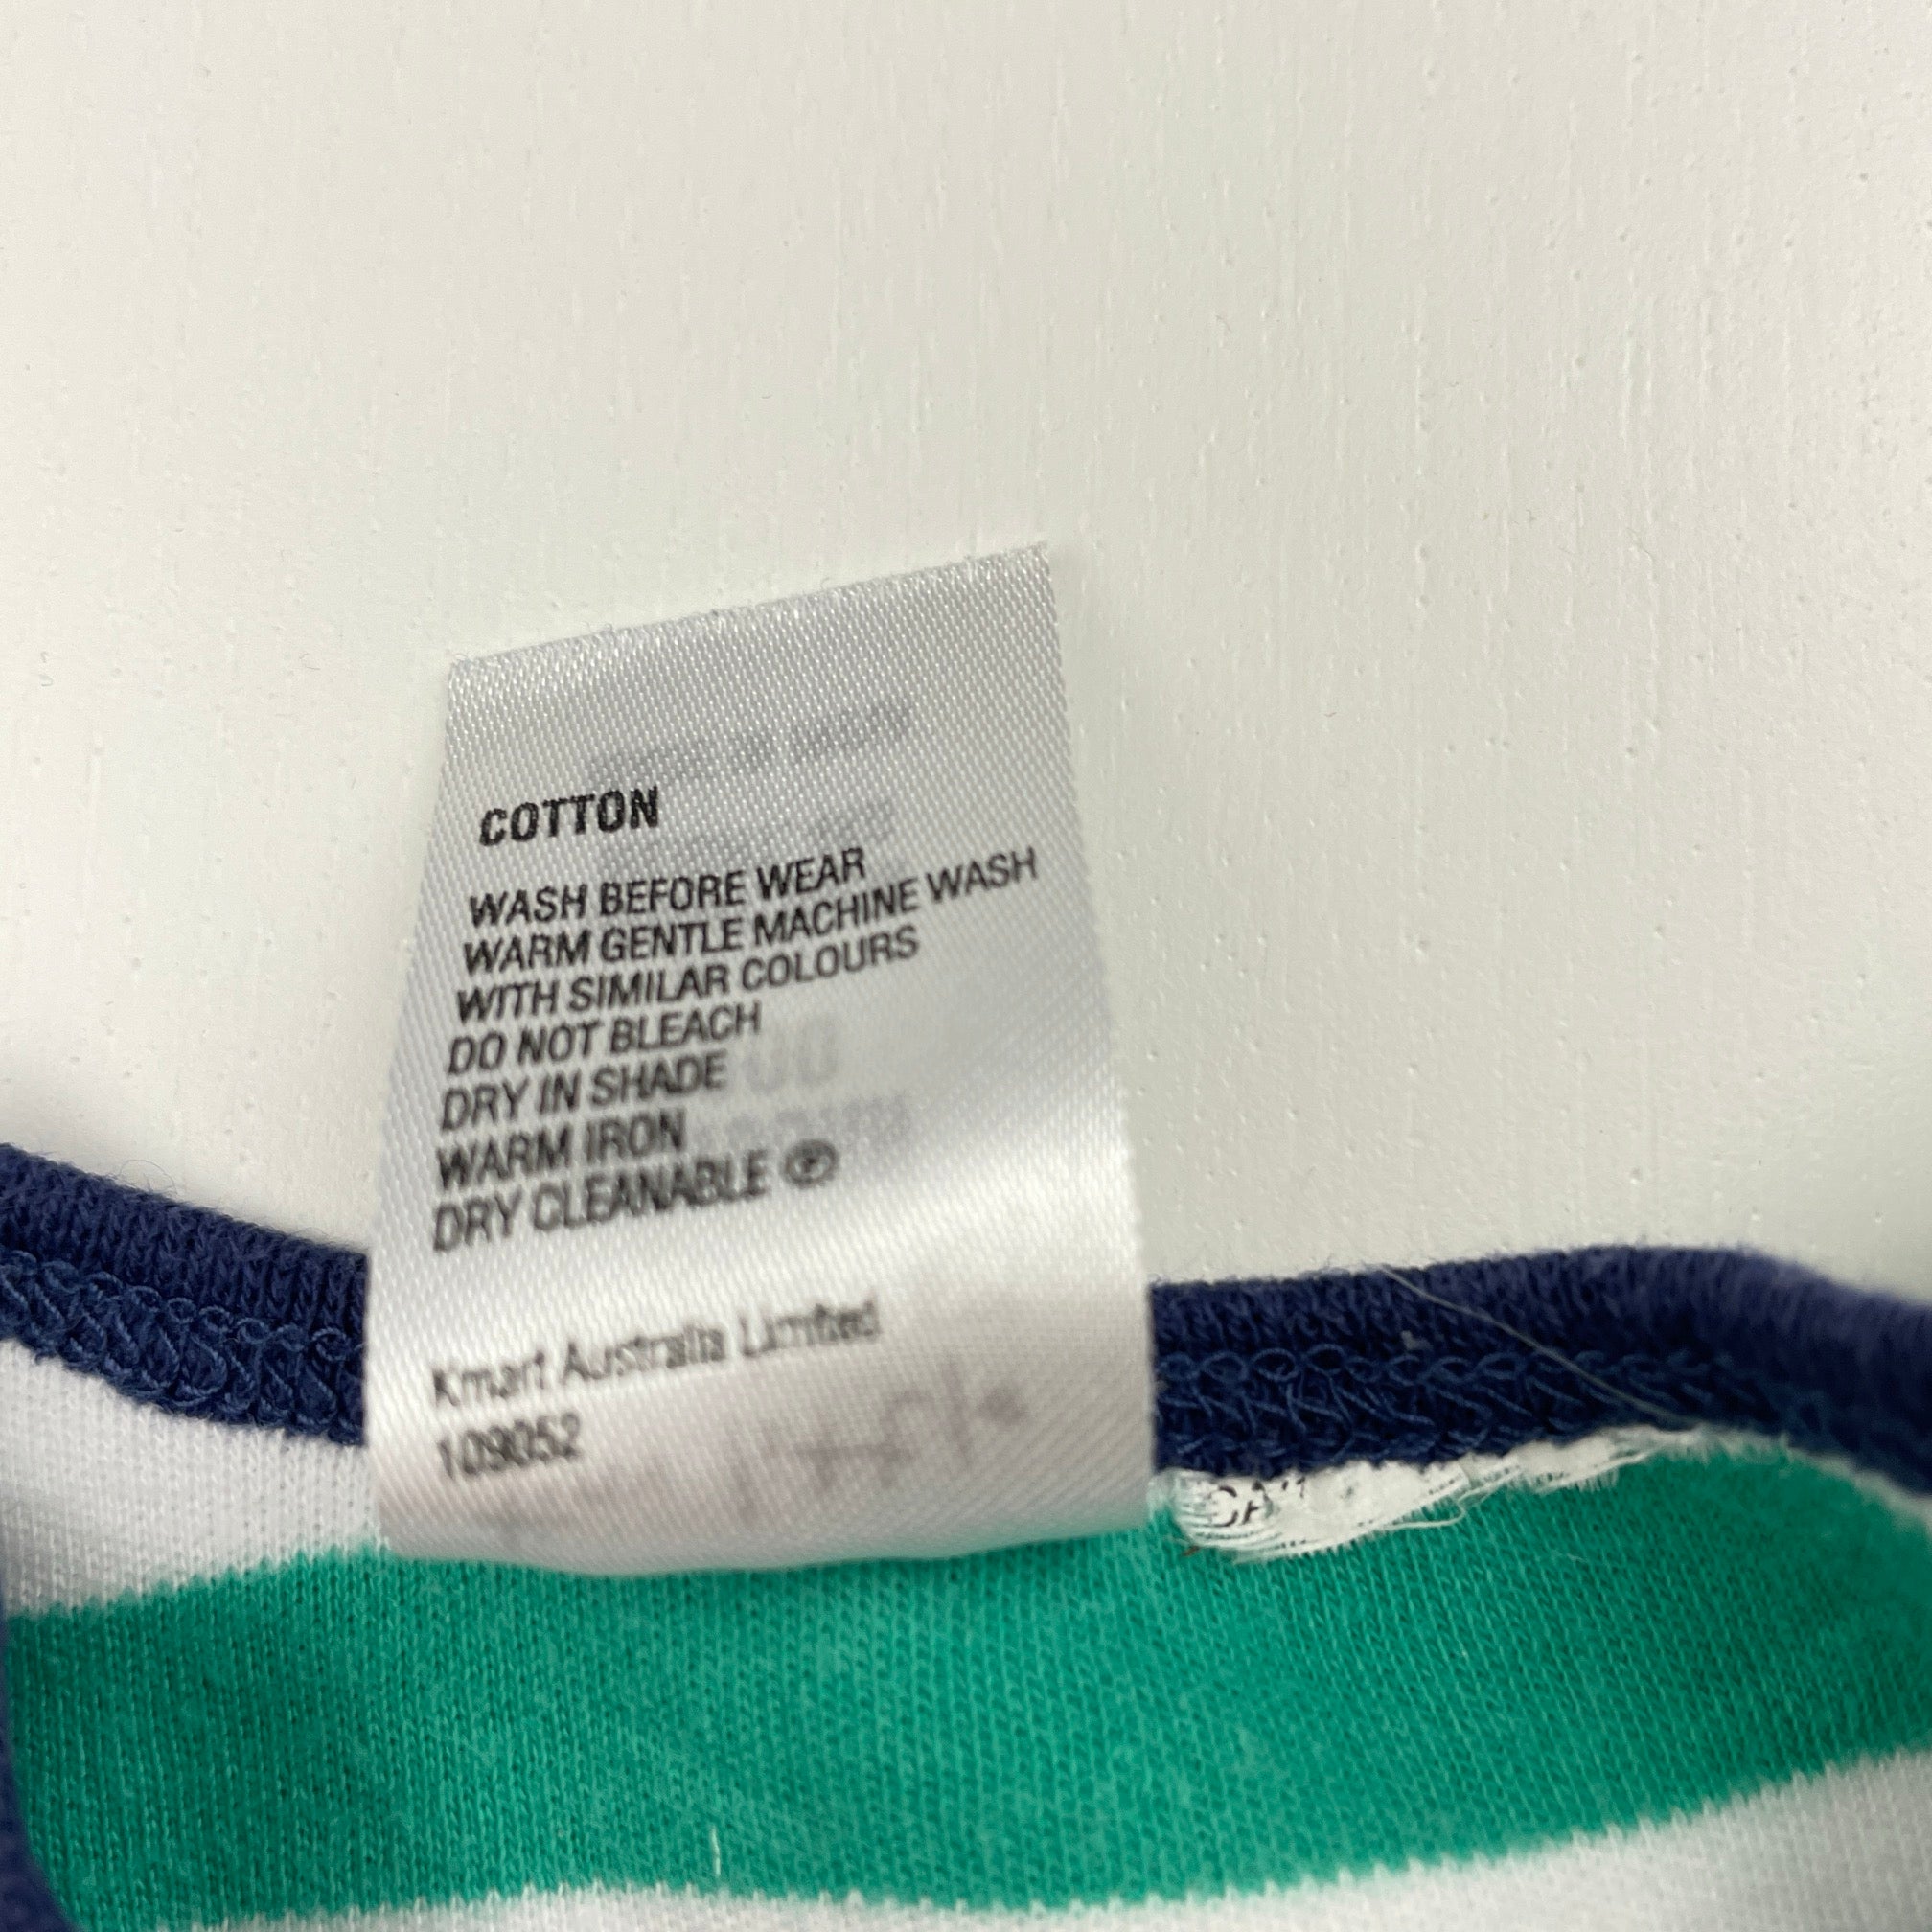 COTTON
WASH BEFORE WEAR
WARM GENTLE MACHINE WASH
WITH SIMILAR COLOURS
DO NOT BLEACH
DRY IN SHADE
WARM IRON
DRY CLEANABLE Ⓟ
Kmart Australia Limited
109052